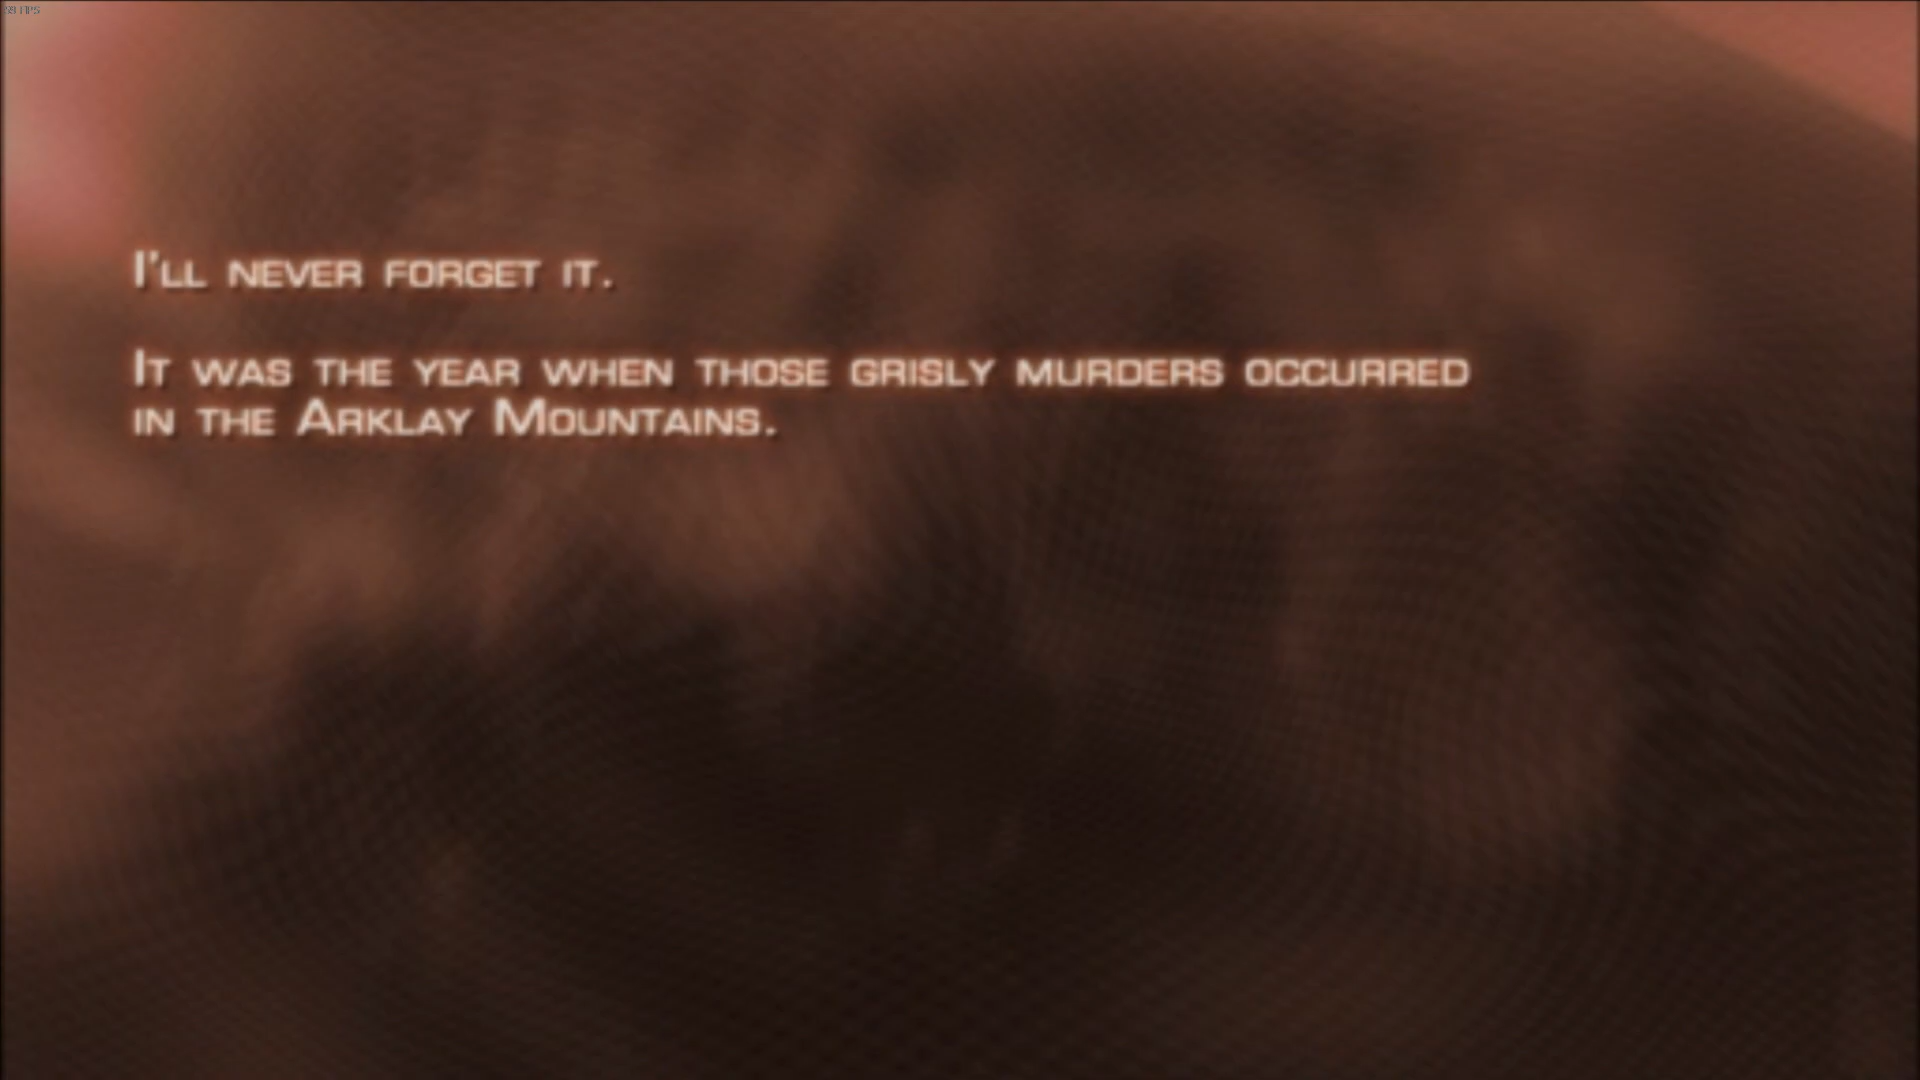 I'll never forget it.
It was the year when those grisly murders occurred
in the Arklay Mountains.